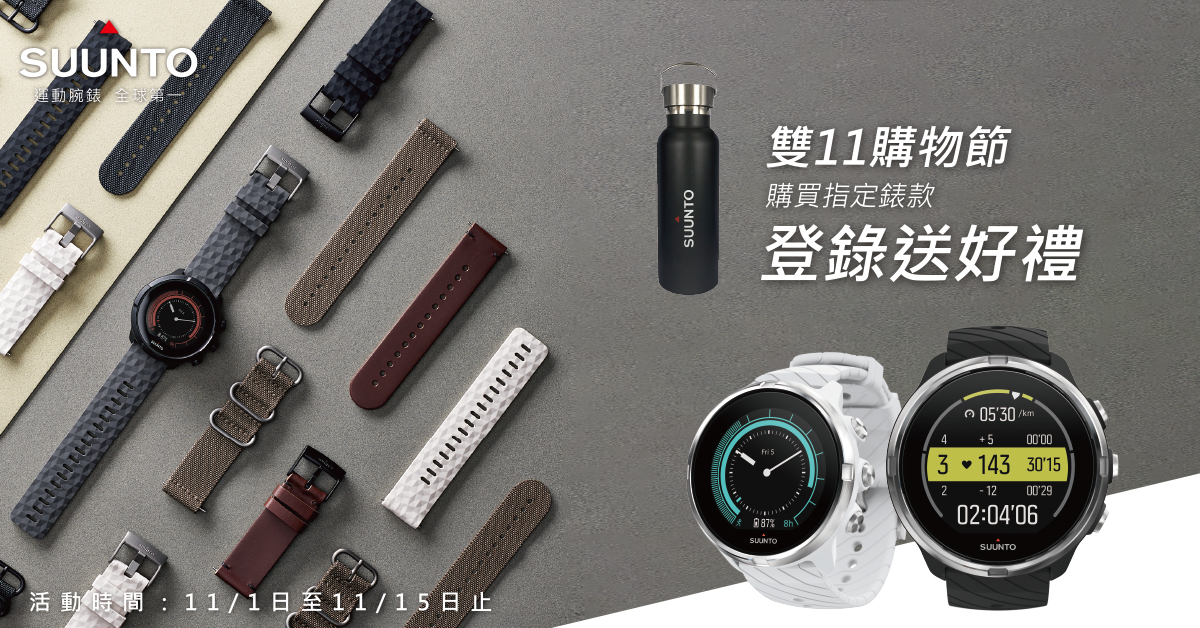 SUUNTO
運動腕錶 全球第一
SUUNTO
雙11購物節
購買指定錶款
登錄送好禮
Fri 5
87%
8h
SUUNTO
05'30 /km
4 +5 00'00
3 143 30'15
2 -12 00'29
02:04'06
SUUNTO
活動時間：11/1日至11/15日止